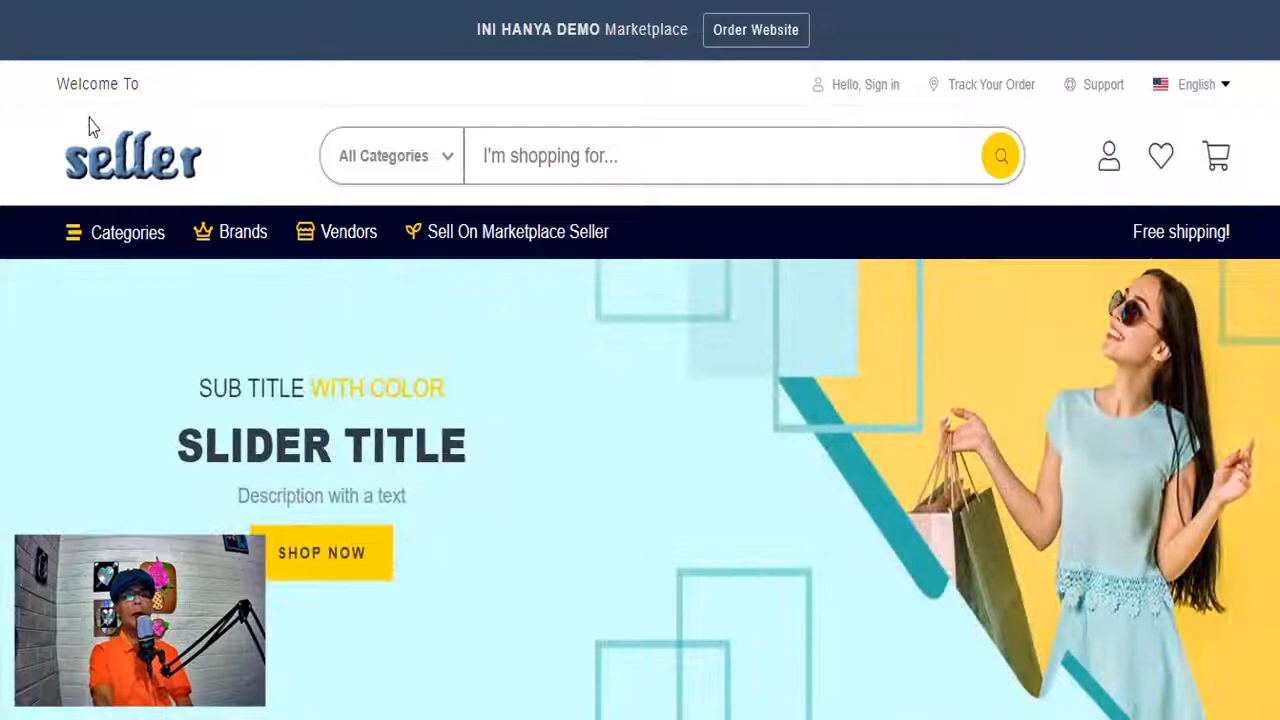 INI HANYA DEMO Marketplace Order Website
Welcome To
Hello, Sign in Track Your Order Support English
seller
All Categories I'm shopping for...
Categories Brands Vendors Sell On Marketplace Seller Free shipping!
SUB TITLE WITH COLOR
SLIDER TITLE
Description with a text
SHOP NOW